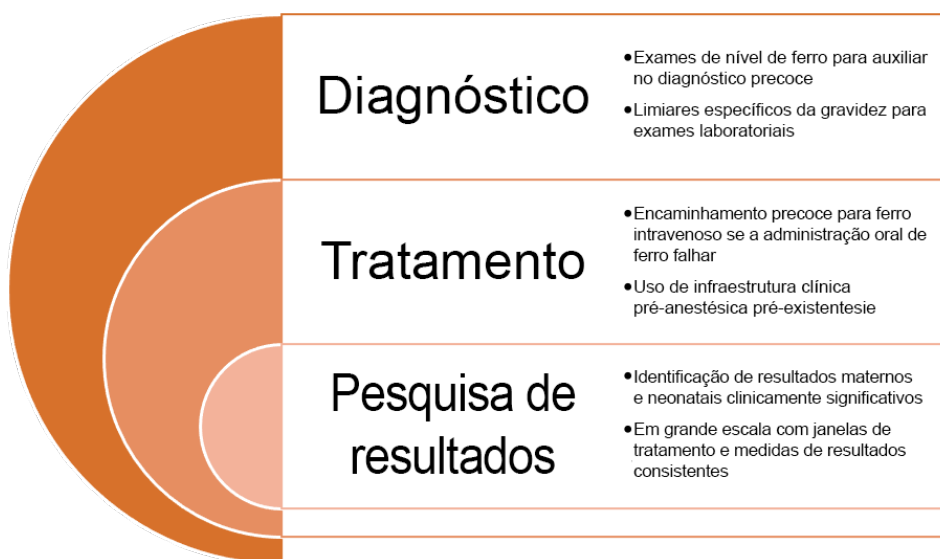 Diagnóstico
•Exames de nível de ferro para auxiliar
no diagnóstico precoce
•Limiares específicos da gravidez para
exames laboratoriais
Tratamento
•Encaminhamento precoce para ferro
intravenoso se a administração oral de
ferro falhar
•Uso de infraestrutura clínica
pré-anestésica pré-existentesie
Pesquisa de
resultados
•Identificação de resultados maternos
e neonatais clinicamente significativos
•Em grande escala com janelas de
tratamento e medidas de resultados
consistentes